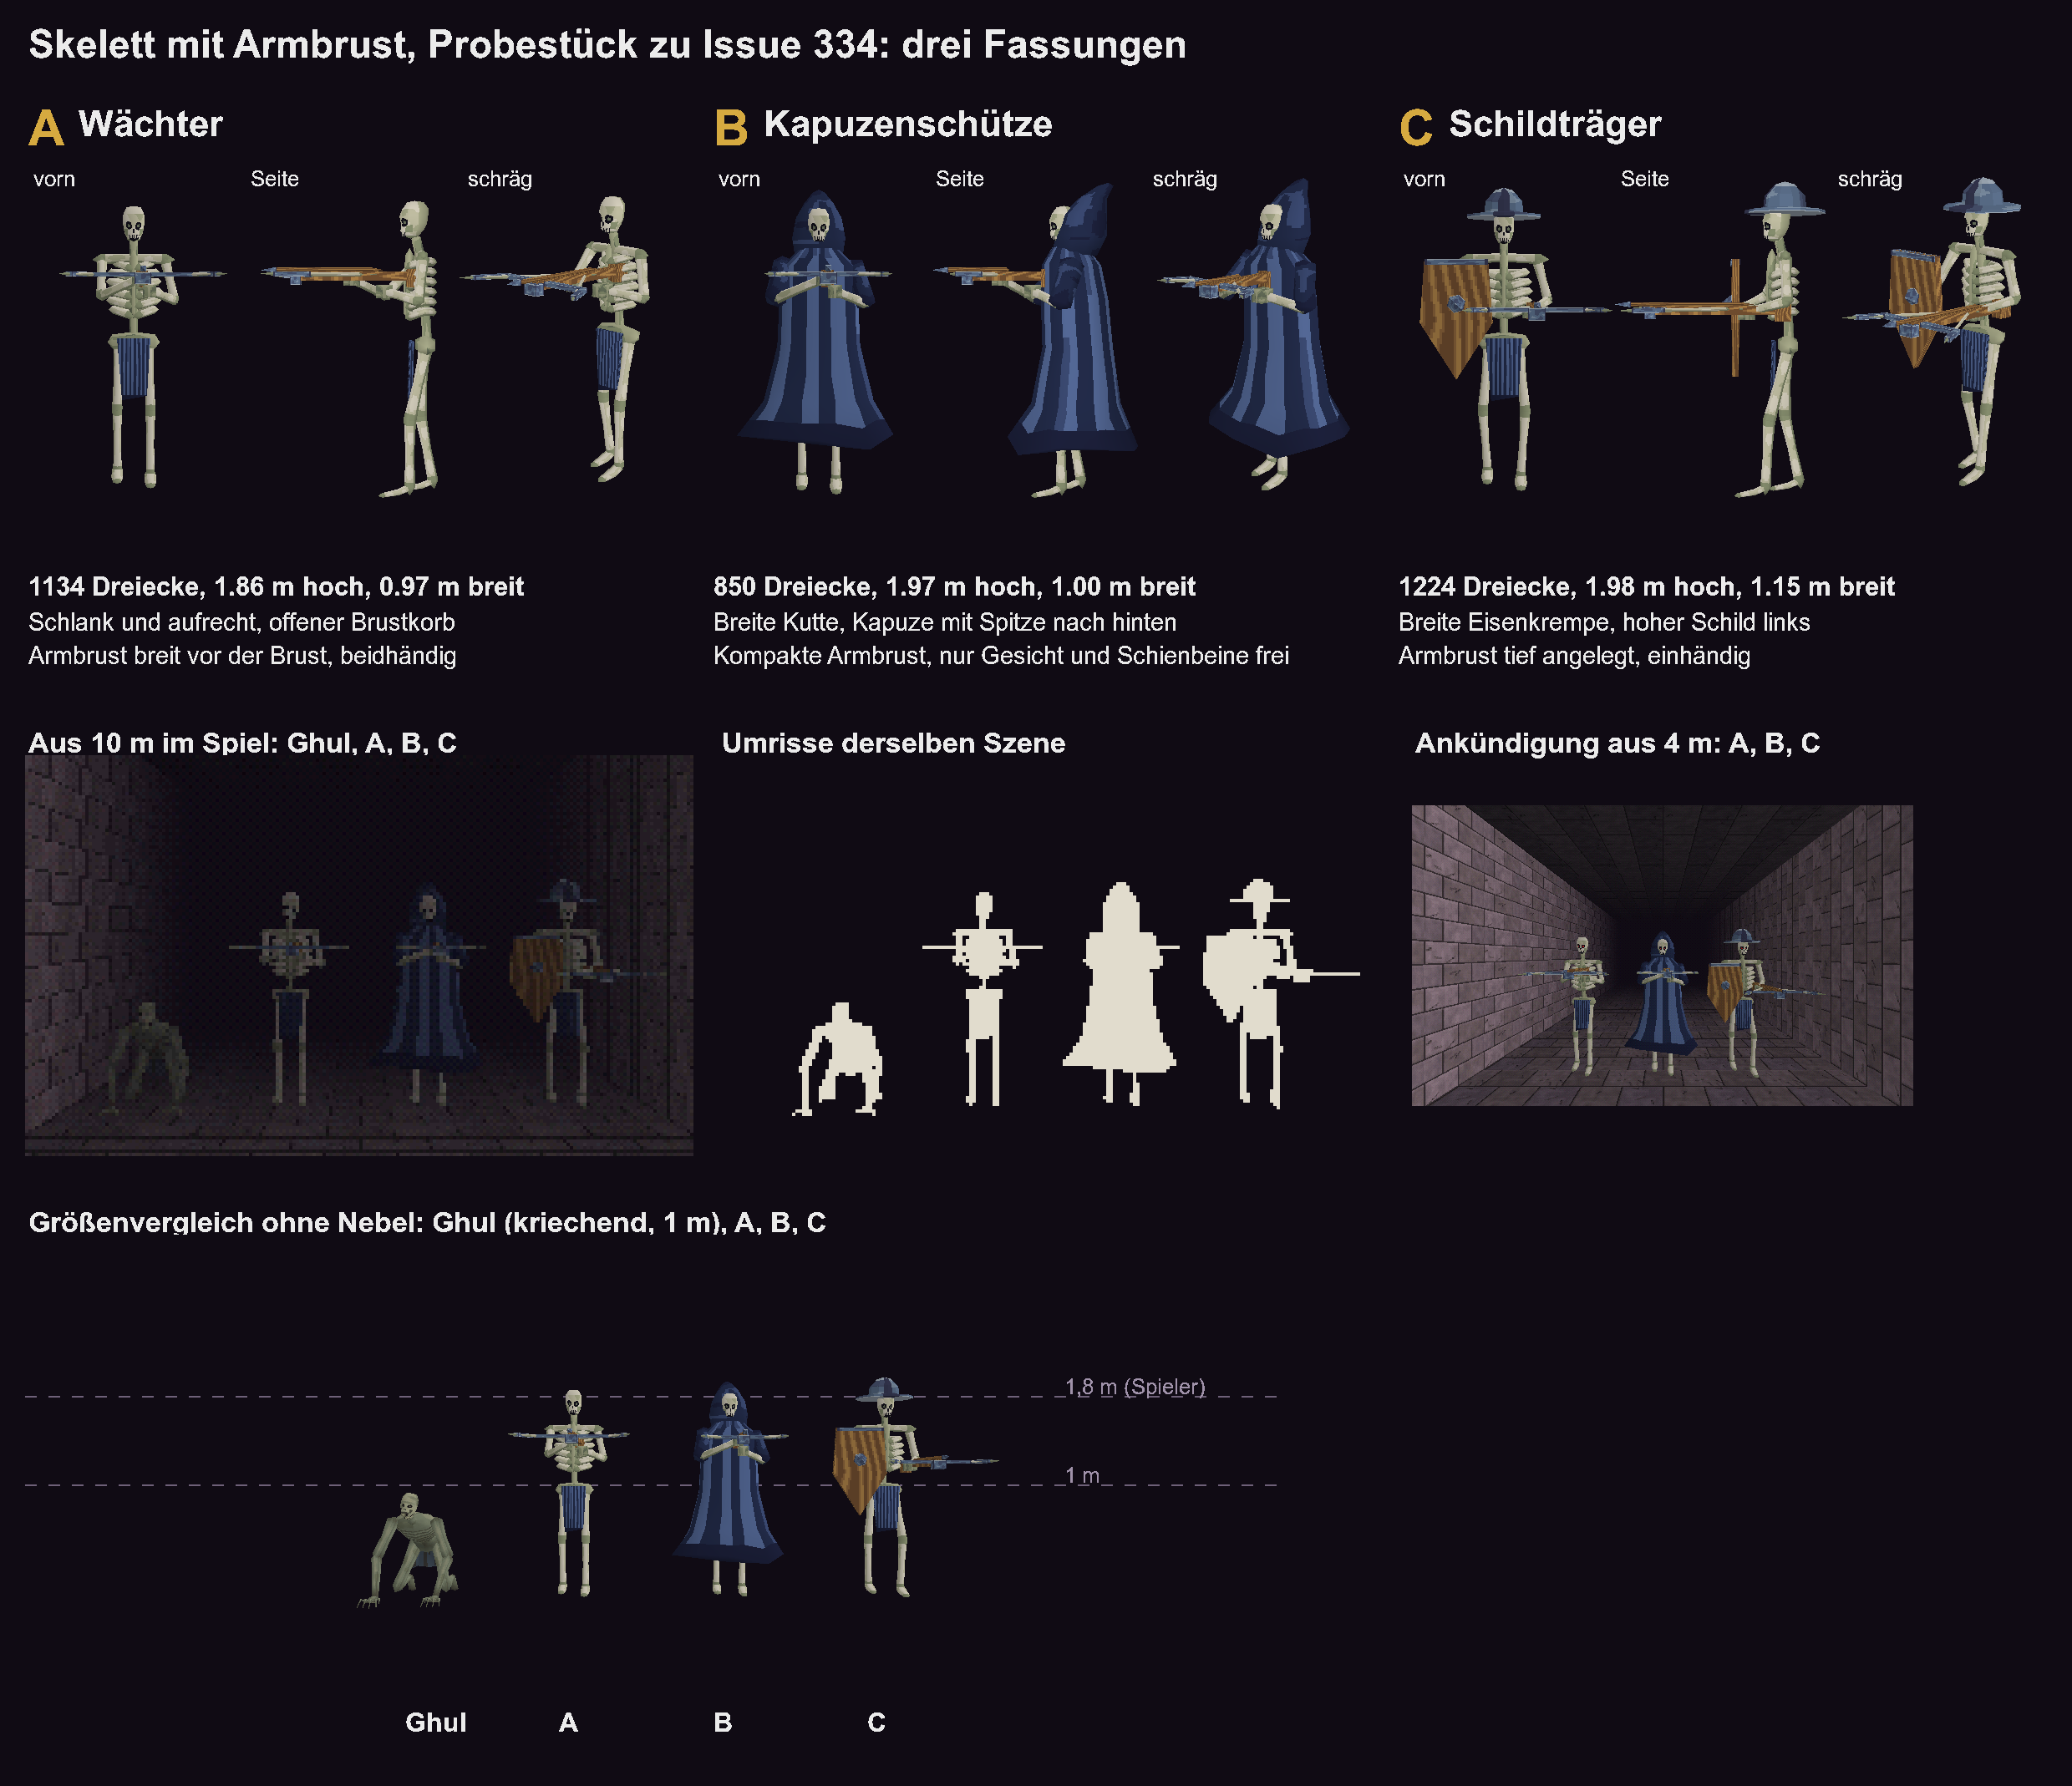 Skelett mit Armbrust, Probestück zu Issue 334: drei Fassungen
A Wächter
vorn Seite schräg
1134 Dreiecke, 1.86 m hoch, 0.97 m breit
Schlank und aufrecht, offener Brustkorb
Armbrust breit vor der Brust, beidhändig
B Kapuzenschütze
vorn Seite schräg
850 Dreiecke, 1.97 m hoch, 1.00 m breit
Breite Kutte, Kapuze mit Spitze nach hinten
Kompakte Armbrust, nur Gesicht und Schienbeine frei
C Schildträger
vorn Seite schräg
1224 Dreiecke, 1.98 m hoch, 1.15 m breit
Breite Eisenkrempe, hoher Schild links
Armbrust tief angelegt, einhändig
Aus 10 m im Spiel: Ghul, A, B, C
Umrisse derselben Szene
Ankündigung aus 4 m: A, B, C
Größenvergleich ohne Nebel: Ghul (kriechend, 1 m), A, B, C
1,8 m (Spieler)
1 m
Ghul A B C